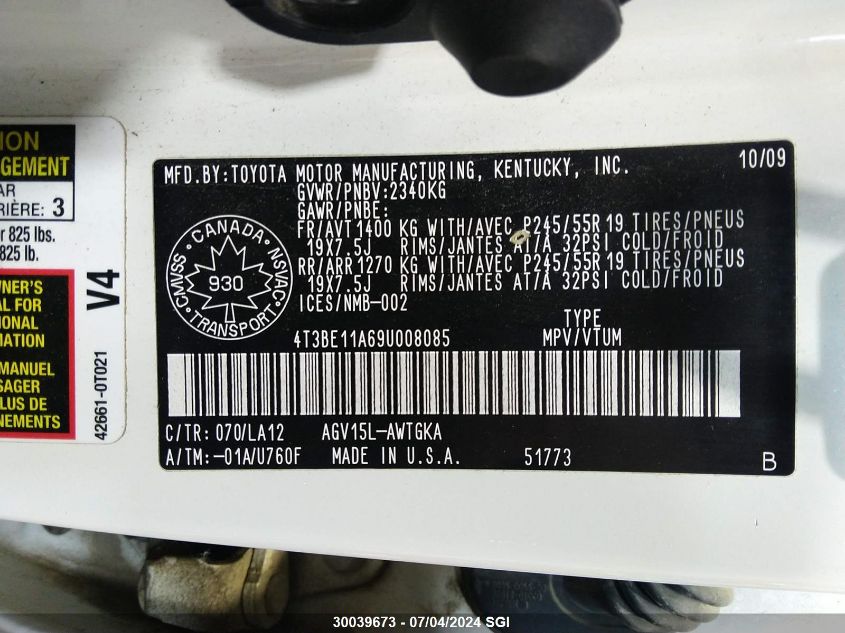 ION
GEMENT
AR
RIÈRE: 3
r 825 lbs.
825 lb.
WNER'S
AL FOR
TIONAL
MATION
MANUEL
SAGER
PLUS DE
NEMENTS
V4
42661-0T021
MFD.BY:TOYOTA MOTOR MANUFACTURING, KENTUCKY, INC. 10/09
GVWR/PNBV:2340KG
GAWR/PNBE:
FR/AVT 1400 KG WITH/AVEC P245/55R 19 TIRES/PNEUS
19X7.5J RIMS/JANTES AT/A 32PSI COLD/FROID
RR/ARR 1270 KG WITH/AVEC P245/55R 19 TIRES/PNEUS
19X7.5J RIMS/JANTES AT/A 32PSI COLD/FROID
ICES/NMB-002
CANADA
CMVSS
NSVAC
930
TRANSPORT
4T3BE11A69U008085
TYPE
MPV/VTUM
C/TR: 070/LA12 AGV15L-AWTGKA
A/TM:-01A/U760F MADE IN U.S.A. 51773 B
30039673 - 07/04/2024 SGI